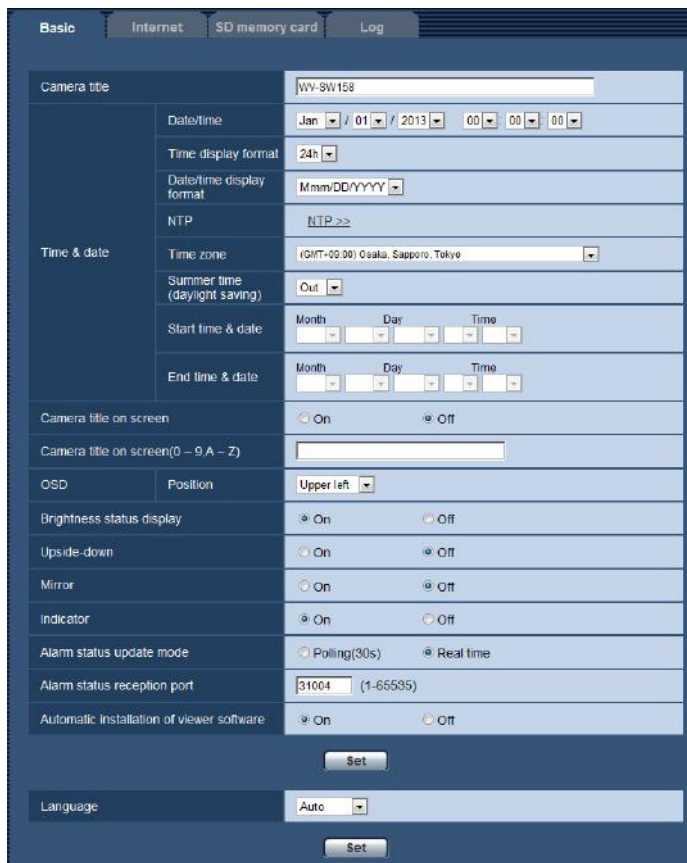 Basic Internet SD memory card Log
Camera title WV-SW158
Time & date
Date/time Jan / 01 / 2013 00 : 00 : 00
Time display format 24h
Date/time display
format Mmm/DD/YYYY
NTP NTP >>
Time zone (GMT+09:00) Osaka, Sapporo, Tokyo
Summer time
(daylight saving) Out
Start time & date Month Day Time
End time & date Month Day Time
Camera title on screen On Off
Camera title on screen(0 – 9,A – Z)
OSD Position Upper left
Brightness status display On Off
Upside-down On Off
Mirror On Off
Indicator On Off
Alarm status update mode Polling(30s) Real time
Alarm status reception port 31004 (1-65535)
Automatic installation of viewer software On Off
Set
Language Auto
Set